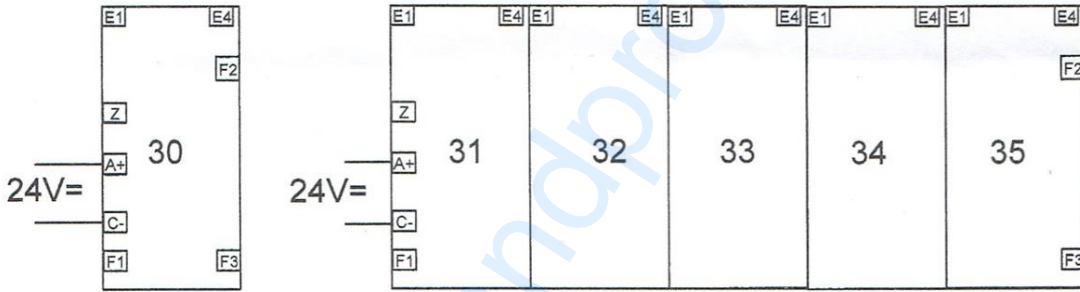 E1 E4 E1 E4 E1 E4 E1 E4 E1 E4 E1 E4
F2 F2
Z Z
30 31 32 33 34 35
A+ A+
24V= 24V=
C- C-
F1 F3 F1 F3